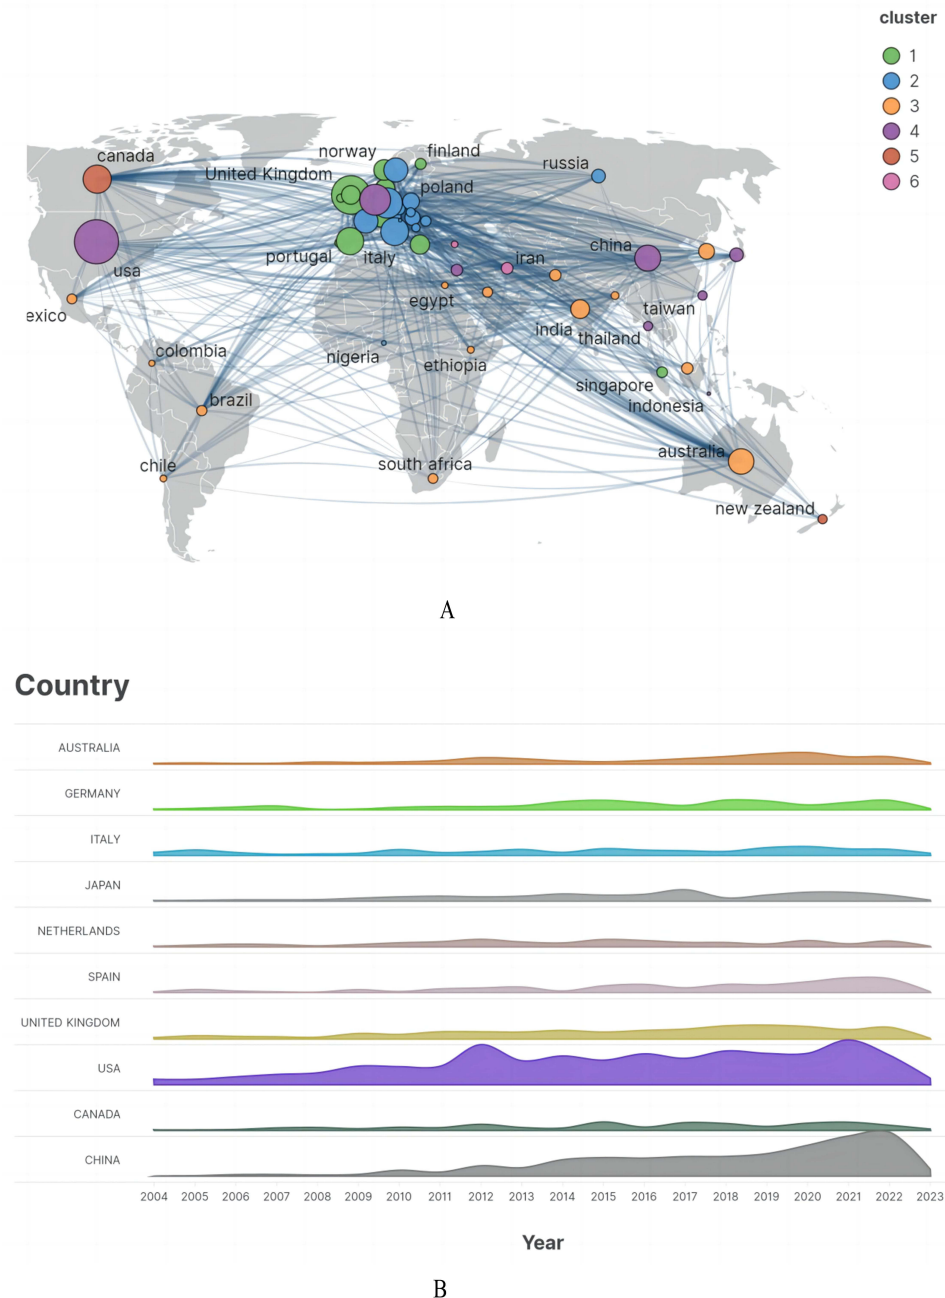 cluster
1
2
3
4
5
6
norway
finland
canada
United Kingdom
russia
poland
china
portugal
italy
iran
usa
egypt
exico
taiwan
india
thailand
nigeria
ethiopia
colombia
singapore
indonesia
brazil
australia
chile
south africa
new zealand
A
Country
AUSTRALIA
GERMANY
ITALY
JAPAN
NETHERLANDS
SPAIN
UNITED KINGDOM
USA
CANADA
CHINA
2004 2005 2006 2007 2008 2009 2010 2011 2012 2013 2014 2015 2016 2017 2018 2019 2020 2021 2022 2023
Year
B